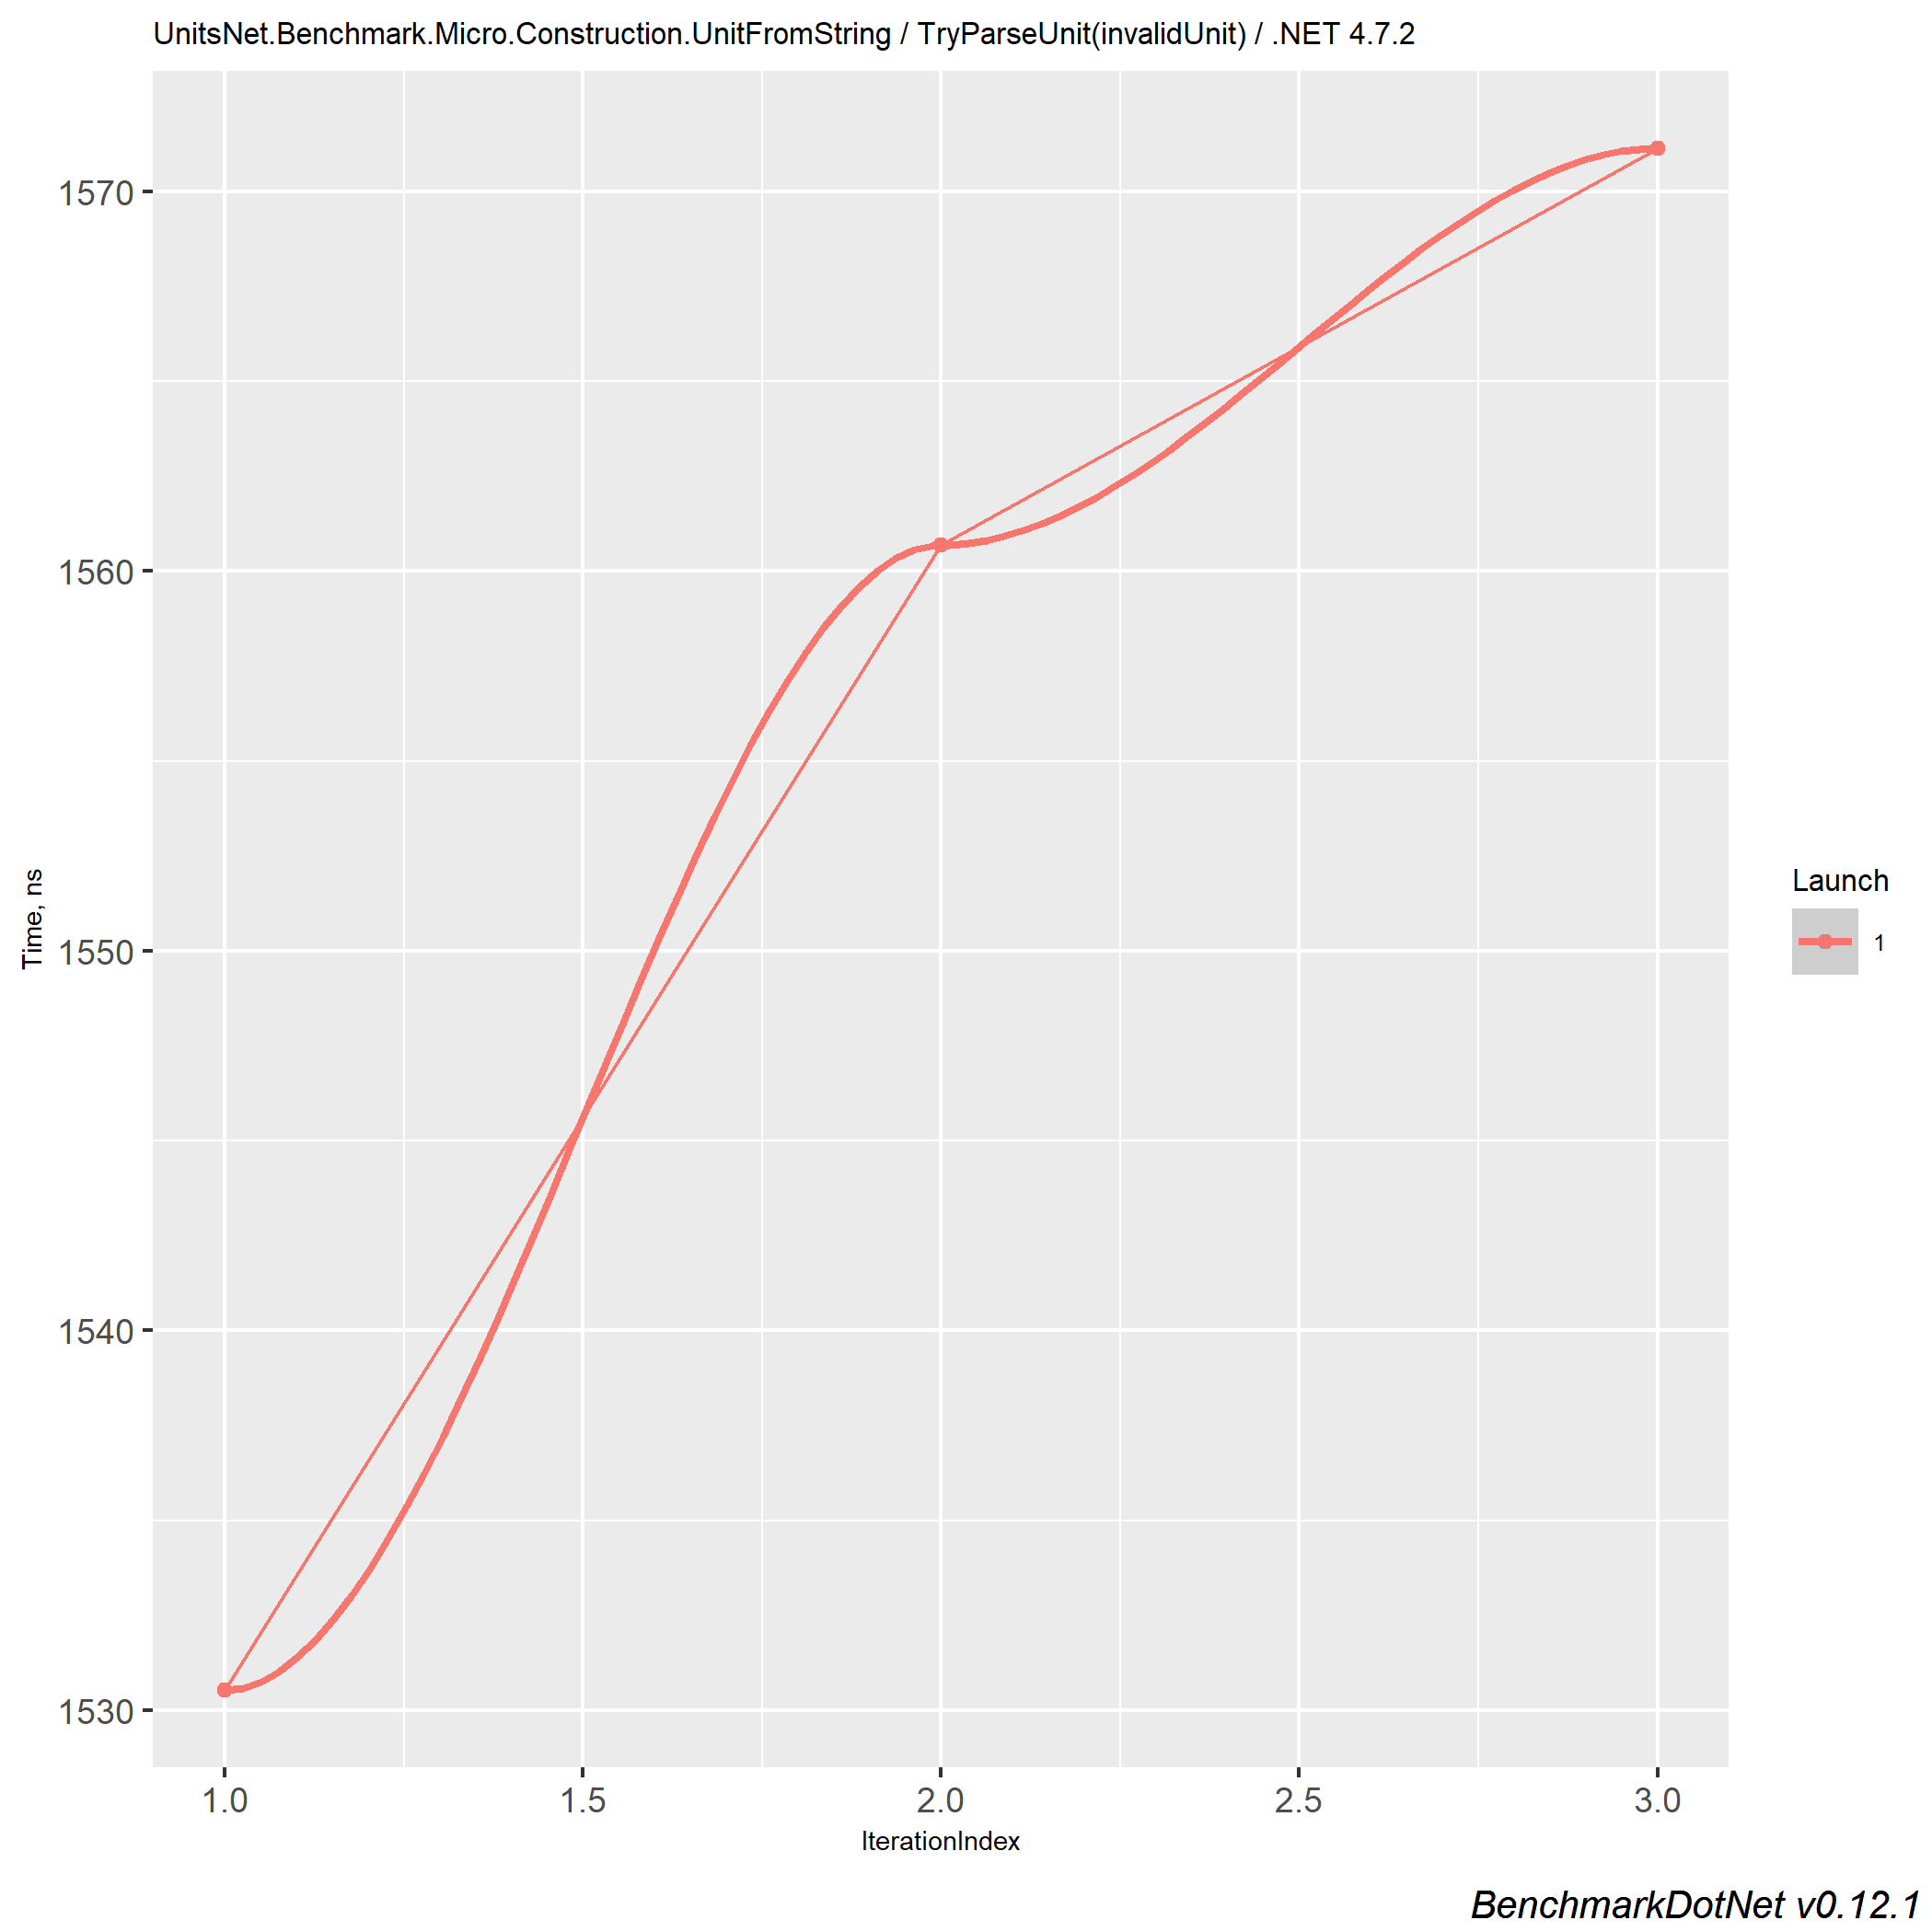 UnitsNet.Benchmark.Micro.Construction.UnitFromString / TryParseUnit(invalidUnit) / .NET 4.7.2
1570
1560
1550
1540
1530
Time, ns
1.0 1.5 2.0 2.5 3.0
IterationIndex
Launch
1
BenchmarkDotNet v0.12.1